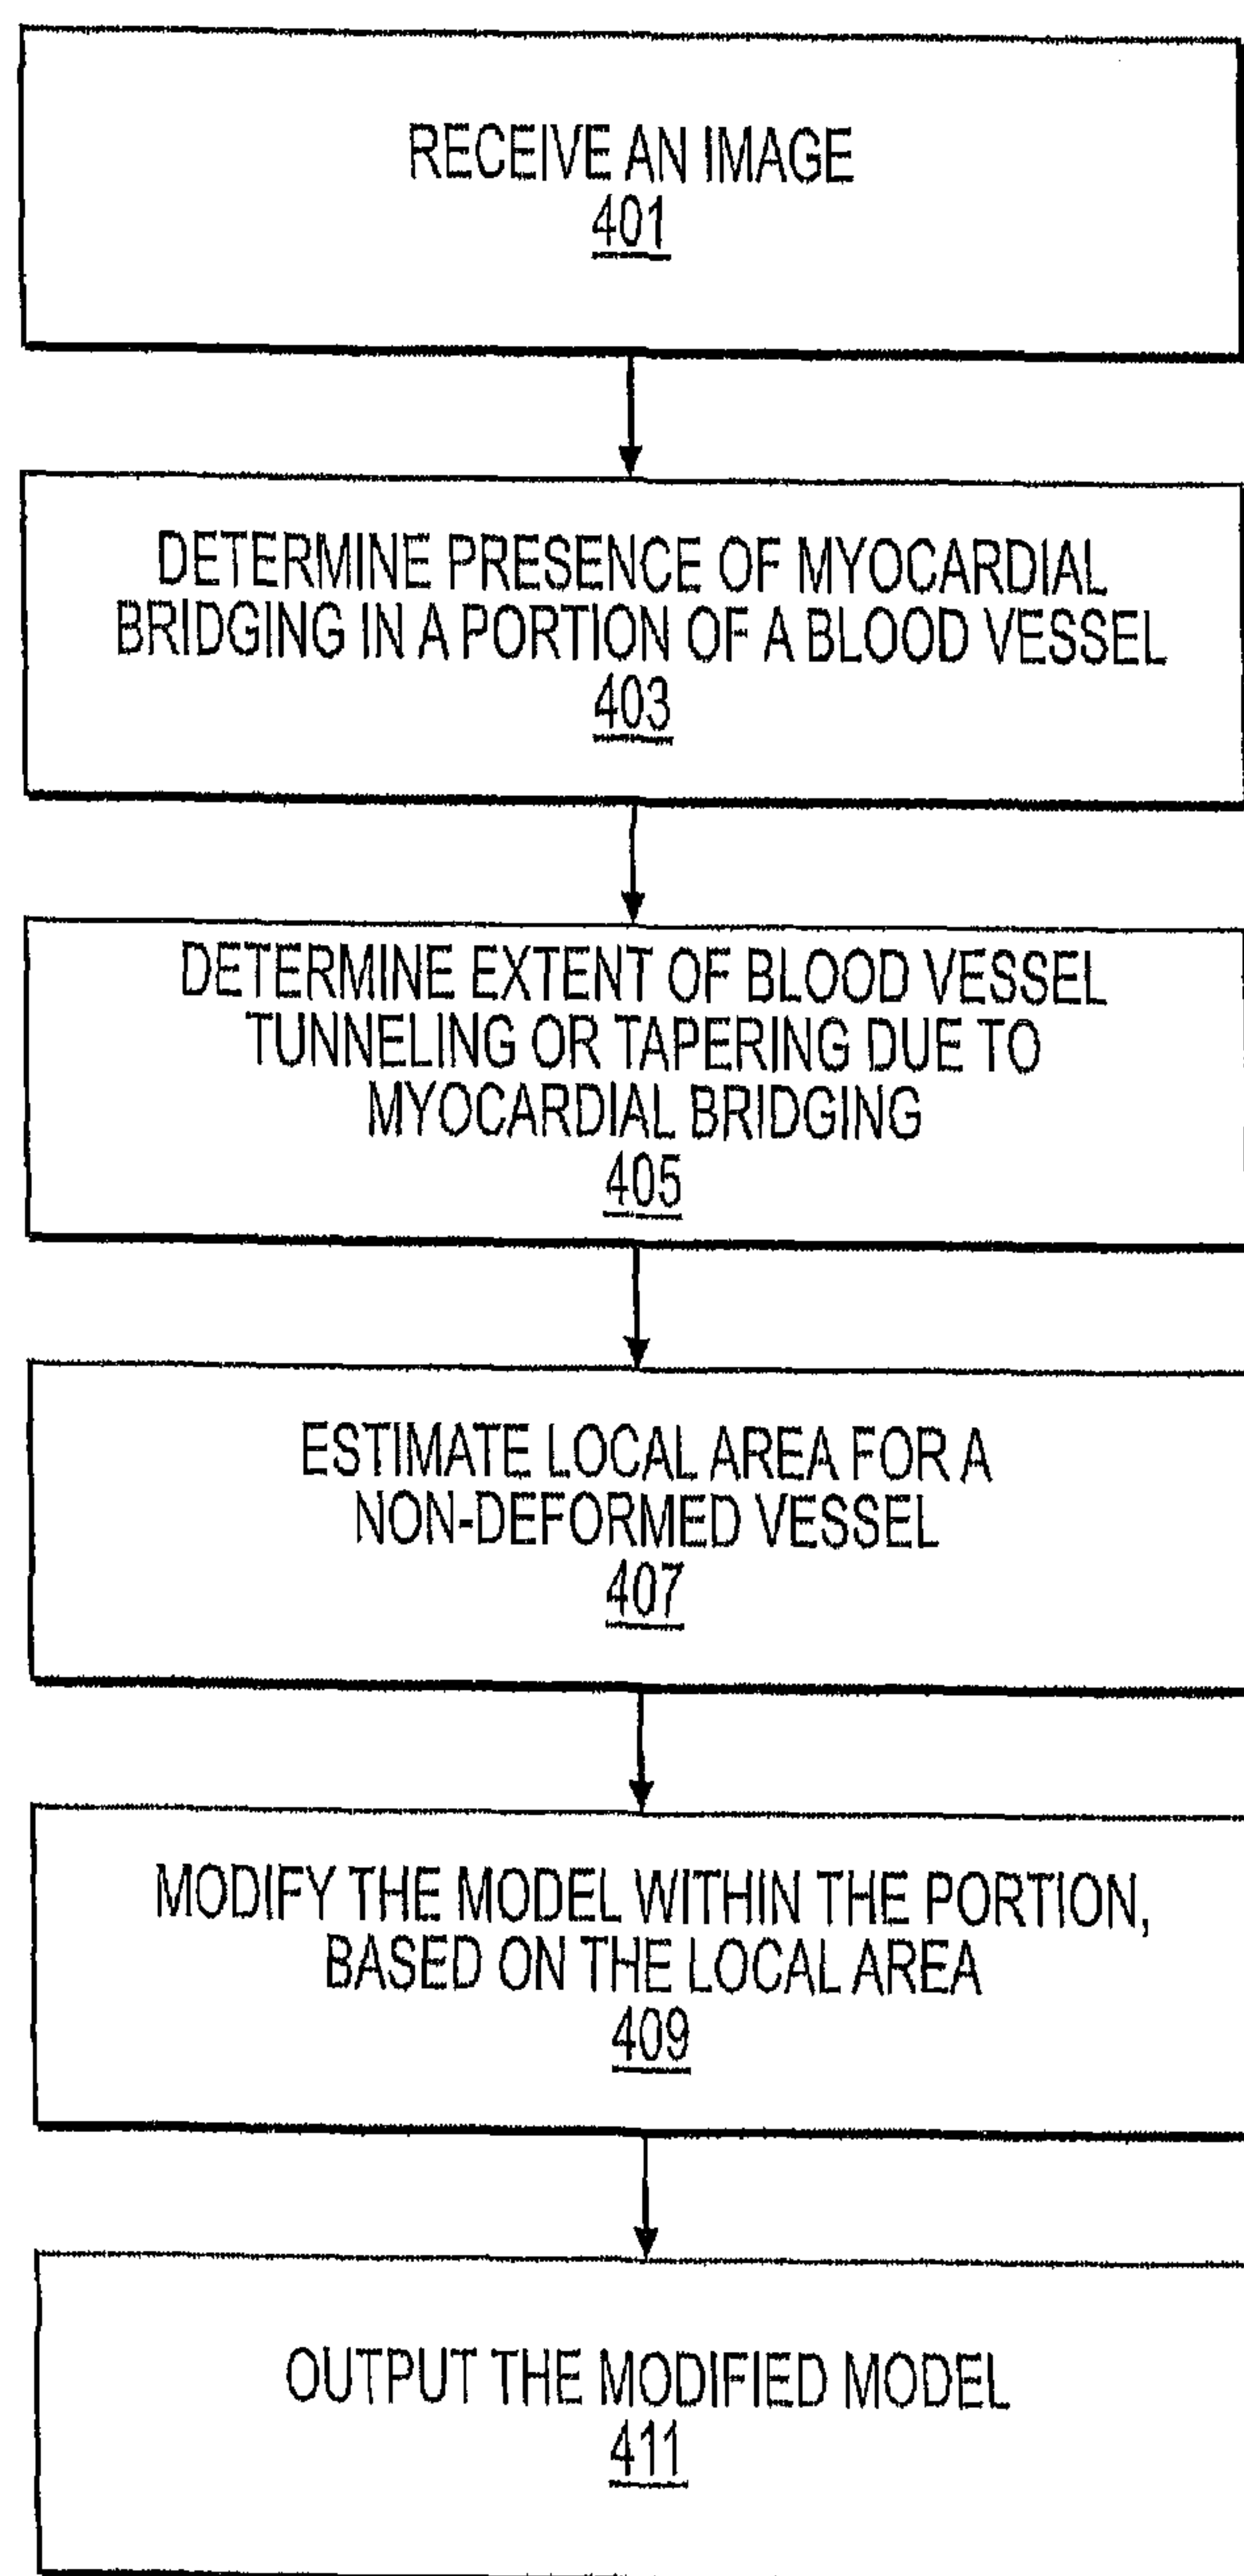 RECEIVE AN IMAGE
401
DETERMINE PRESENCE OF MYOCARDIAL
BRIDGING IN A PORTION OF A BLOOD VESSEL
403
DETERMINE EXTENT OF BLOOD VESSEL
TUNNELING OR TAPERING DUE TO
MYOCARDIAL BRIDGING
405
ESTIMATE LOCAL AREA FOR A
NON-DEFORMED VESSEL
407
MODIFY THE MODEL WITHIN THE PORTION,
BASED ON THE LOCAL AREA
409
OUTPUT THE MODIFIED MODEL
411